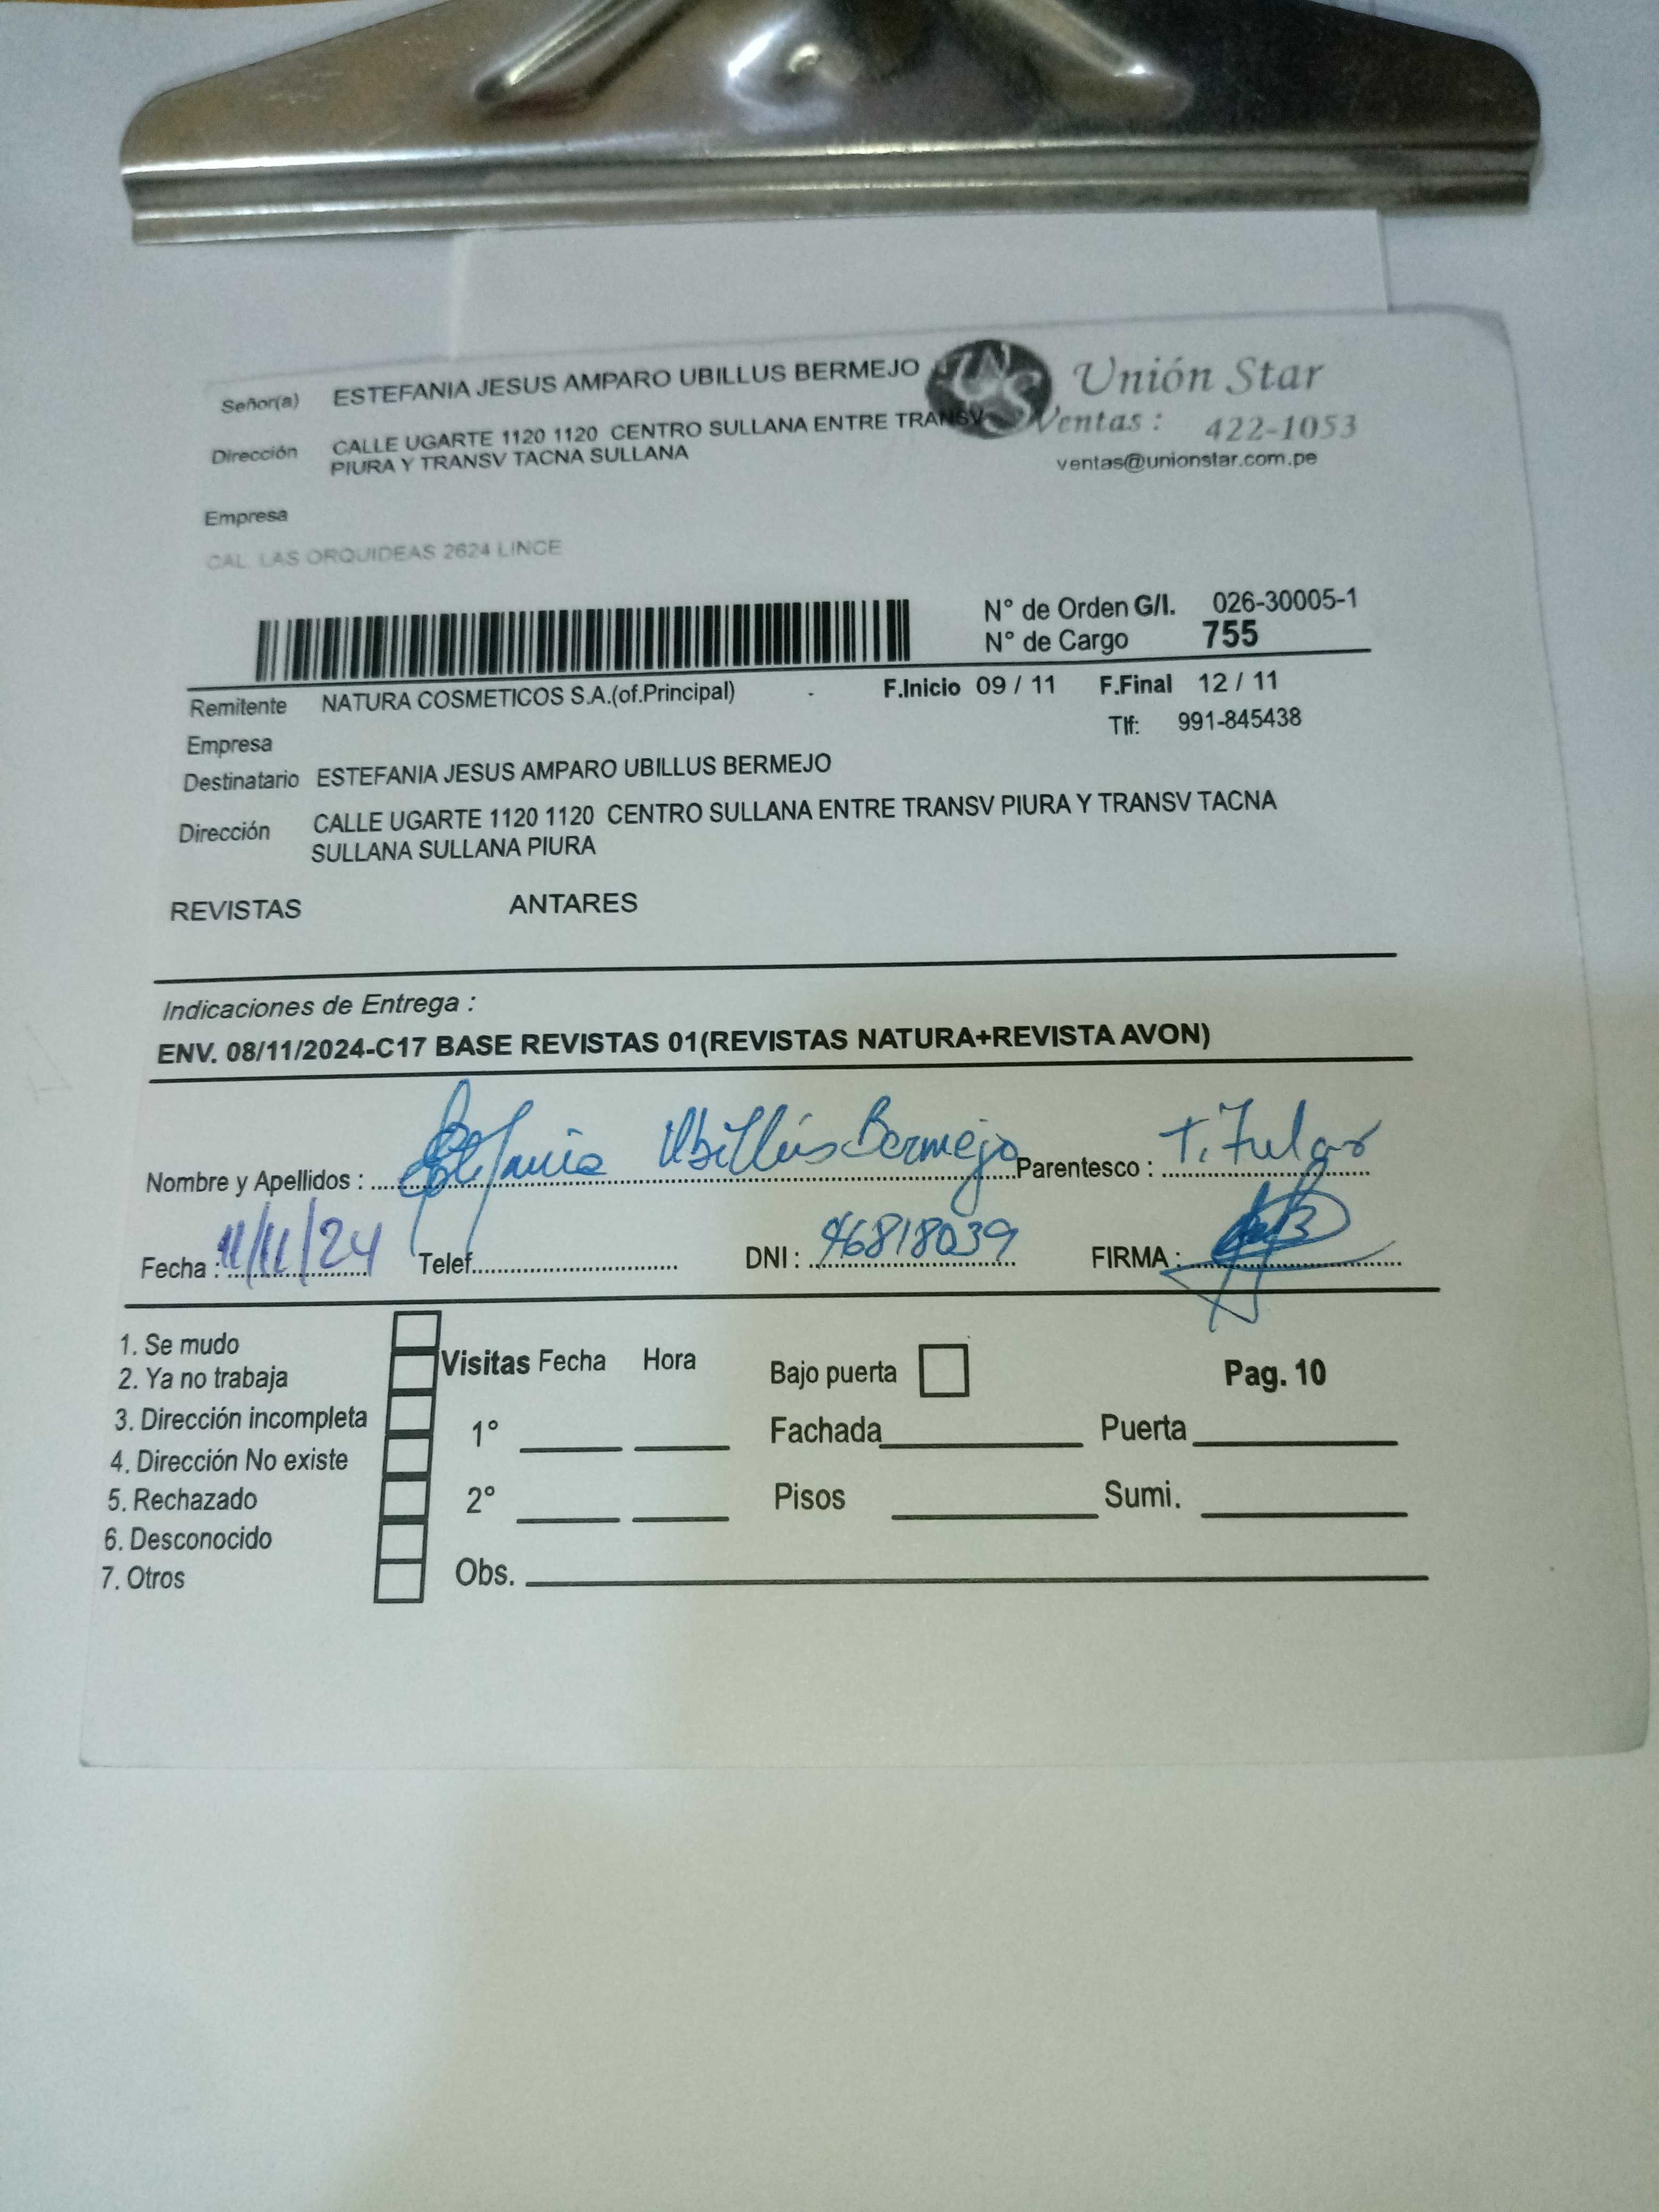 Señor(a) ESTEFANIA JESUS AMPARO UBILLUS BERMEJO
Unión Star
Dirección CALLE UGARTE 1120 1120 CENTRO SULLANA ENTRE TRANSV
PIURA Y TRANSV TACNA SULLANA
Ventas : 422-1053
ventas@unionstar.com.pe
Empresa
CAL. LAS ORQUIDEAS 2624 LINCE
N° de Orden G/I. 026-30005-1
N° de Cargo 755
Remitente NATURA COSMETICOS S.A.(of.Principal) - F.Inicio 09 / 11 F.Final 12 / 11
Empresa Tlf: 991-845438
Destinatario ESTEFANIA JESUS AMPARO UBILLUS BERMEJO
Dirección CALLE UGARTE 1120 1120 CENTRO SULLANA ENTRE TRANSV PIURA Y TRANSV TACNA
SULLANA SULLANA PIURA
REVISTAS ANTARES
Indicaciones de Entrega :
ENV. 08/11/2024-C17 BASE REVISTAS 01(REVISTAS NATURA+REVISTA AVON)
Nombre y Apellidos : Estefania Ubillús Bermejo Parentesco : Titular
Fecha : 11/11/24 Telef. DNI : 46818039 FIRMA :
1. Se mudo
2. Ya no trabaja
3. Dirección incompleta
4. Dirección No existe
5. Rechazado
6. Desconocido
7. Otros
Visitas Fecha Hora Bajo puerta Pag. 10
1° Fachada Puerta
2° Pisos Sumi.
Obs.